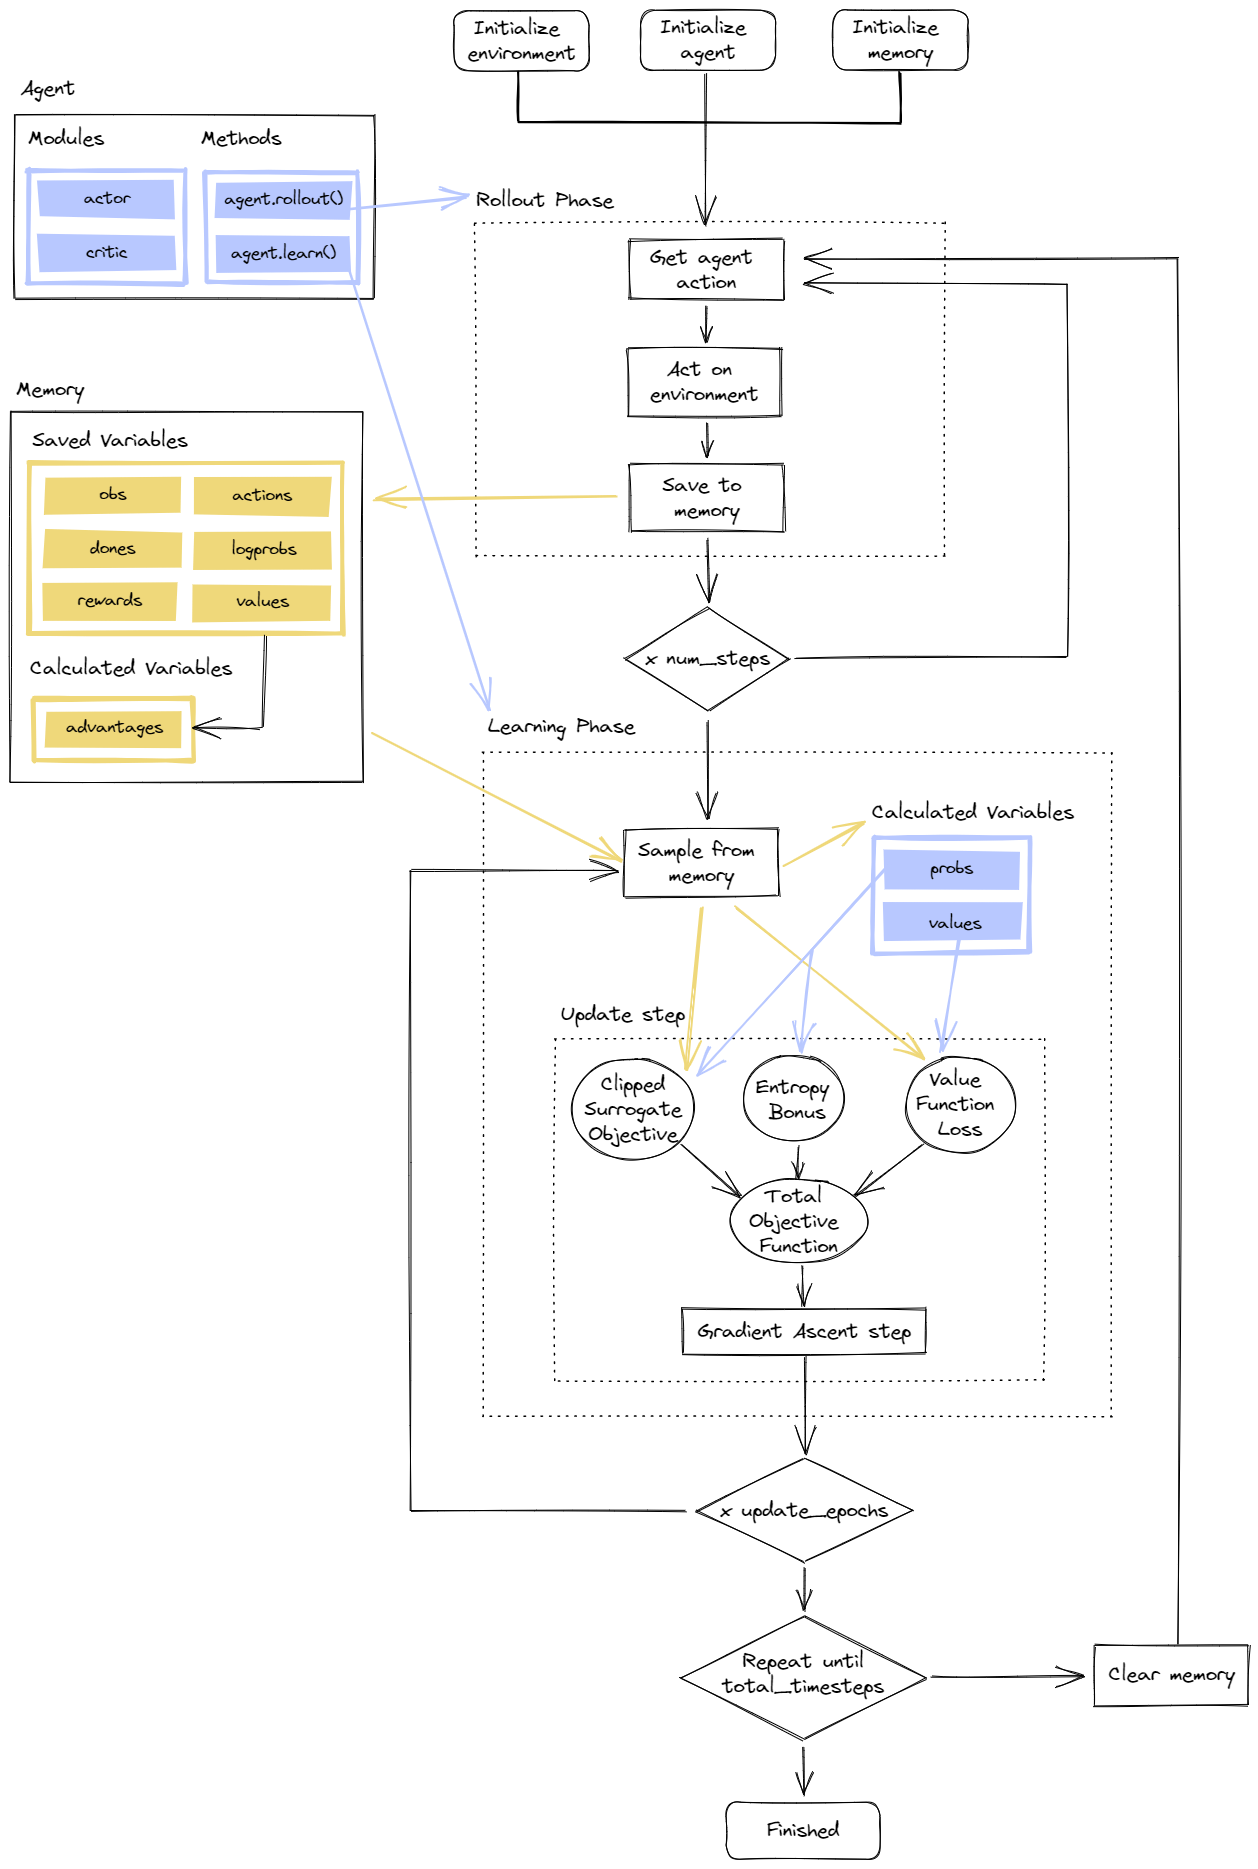 Initialize
environment
Initialize
agent
Initialize
memory
Agent
Modules
Methods
actor
critic
agent.rollout()
agent.learn()
Rollout Phase
Get agent
action
Act on
environment
Save to
memory
x num_steps
Memory
Saved Variables
obs
actions
dones
logprobs
rewards
values
Calculated Variables
advantages
Learning Phase
Sample from
memory
Calculated Variables
probs
values
Update step
Clipped
Surrogate
Objective
Entropy
Bonus
Value
Function
Loss
Total
Objective
Function
Gradient Ascent step
x update_epochs
Repeat until
total_timesteps
Clear memory
Finished